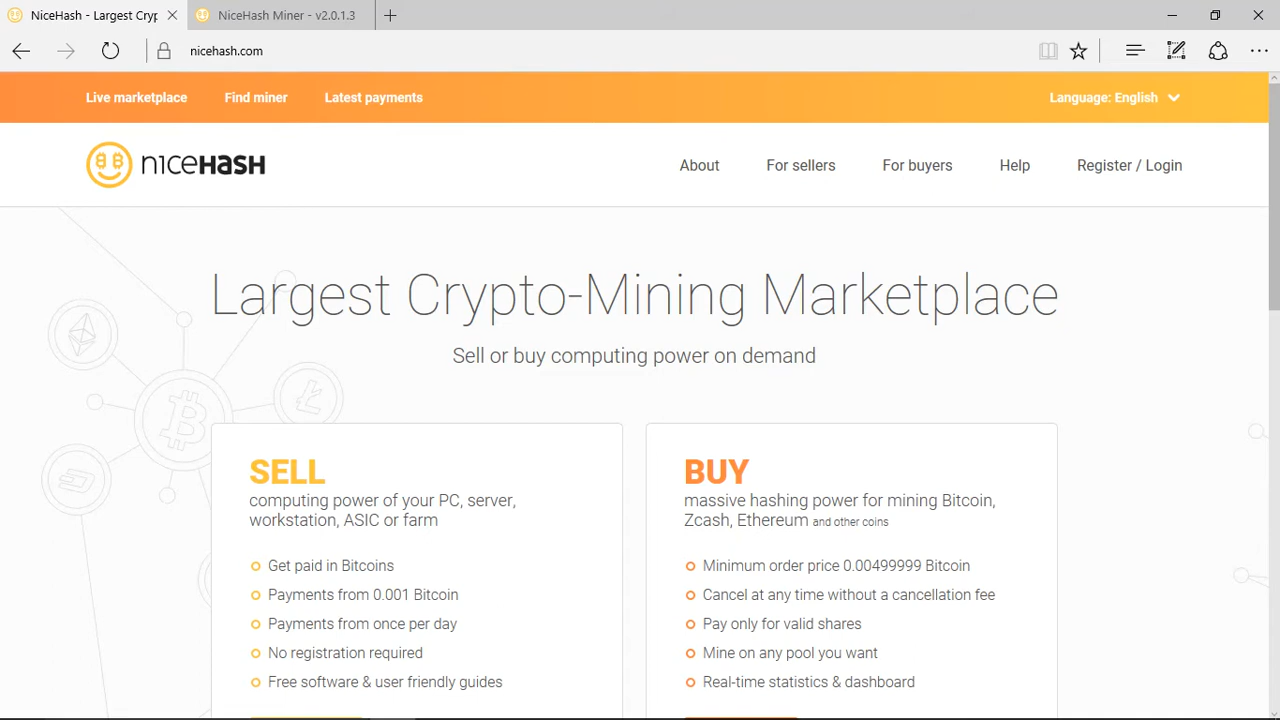 NiceHash - Largest Cryp
NiceHash Miner - v2.0.1.3
nicehash.com
Live marketplace
Find miner
Latest payments
Language: English
nıceHASH
About
For sellers
For buyers
Help
Register / Login
Largest Crypto-Mining Marketplace
Sell or buy computing power on demand
SELL
computing power of your PC, server,
workstation, ASIC or farm
Get paid in Bitcoins
Payments from 0.001 Bitcoin
Payments from once per day
No registration required
Free software & user friendly guides
BUY
massive hashing power for mining Bitcoin,
Zcash, Ethereum and other coins
Minimum order price 0.00499999 Bitcoin
Cancel at any time without a cancellation fee
Pay only for valid shares
Mine on any pool you want
Real-time statistics & dashboard